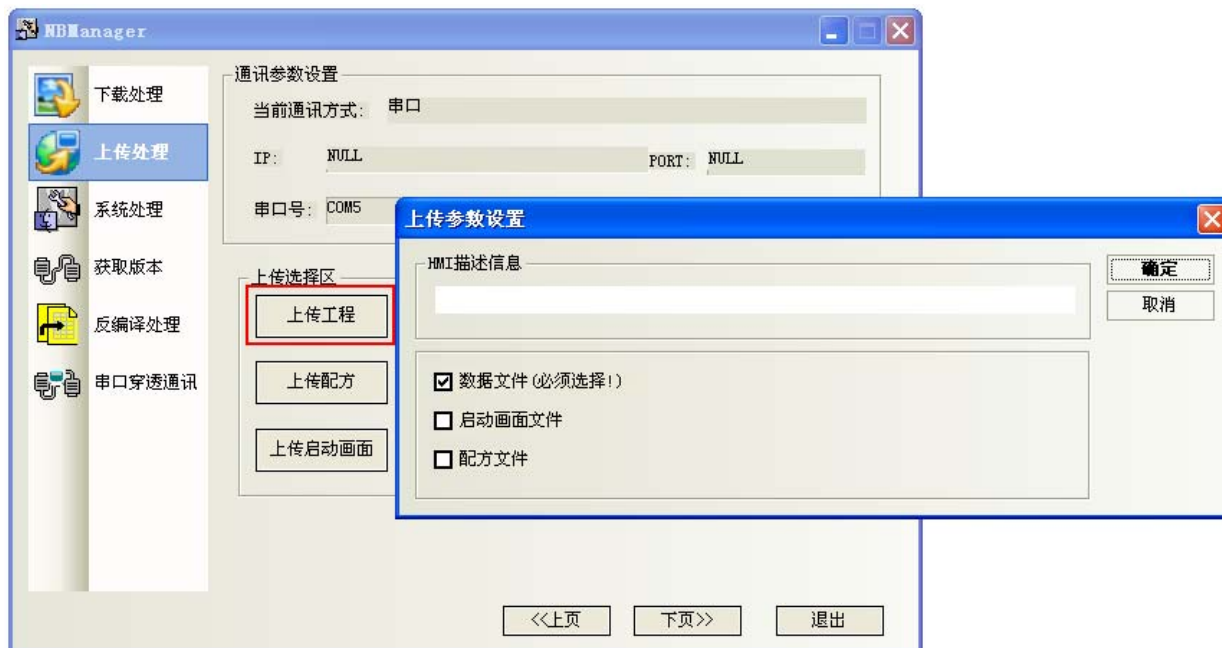 NBManager
下载处理
上传处理
系统处理
获取版本
反编译处理
串口穿透通讯
通讯参数设置
当前通讯方式: 串口
IP: NULL PORT: NULL
串口号: COM5
上传选择区
上传工程
上传配方
上传启动画面
上传参数设置
HMI描述信息
确定
取消
数据文件(必须选择!)
启动画面文件
配方文件
<<上页 下页>> 退出